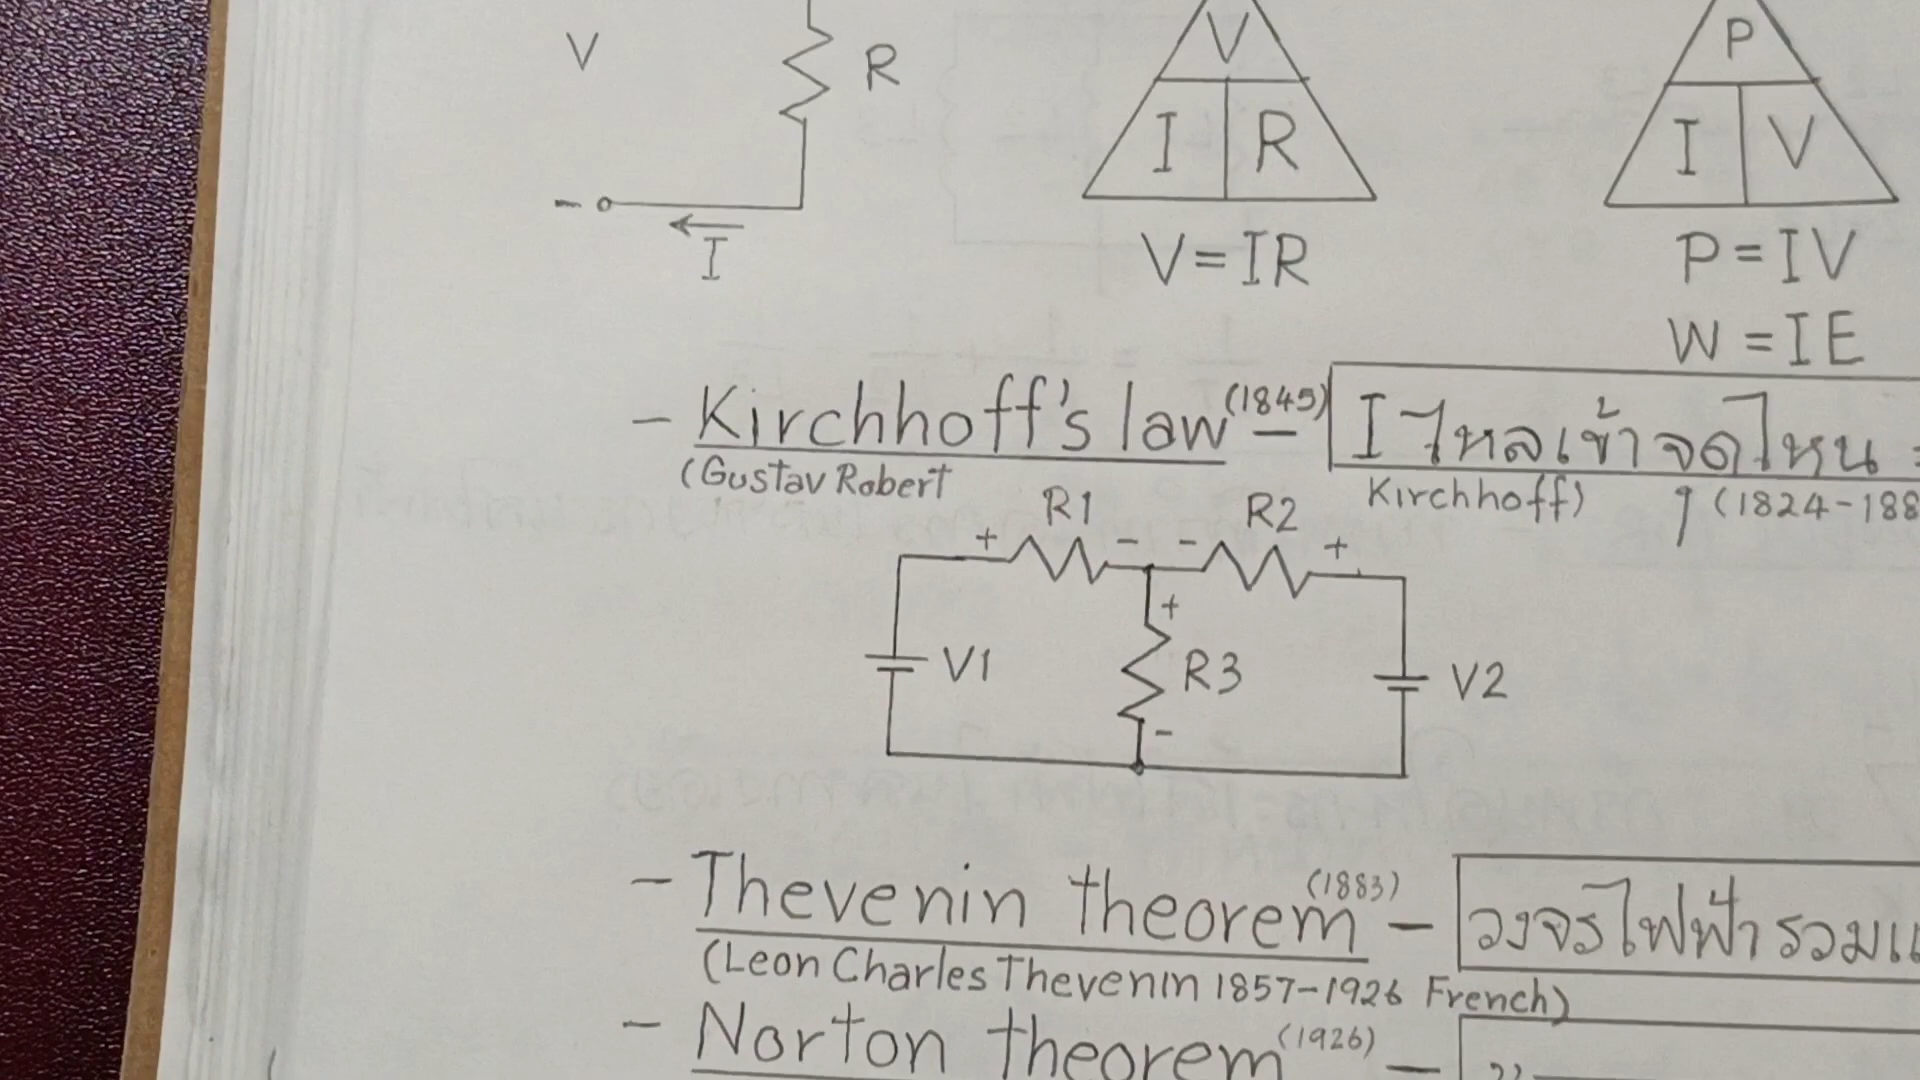 V R V P
I R I V
- I
V=IR P=IV
W=IE
- Kirchhoff's law (1845) - I ไหลเข้าจุดไหน =
(Gustav Robert Kirchhoff) (1824-188
R1 R2
+ - - +
+
V1 R3 V2
-
- Thevenin theorem (1883) - วงจรไฟฟ้ารวมแ
(Leon Charles Thevenin 1857-1926 French)
- Norton theorem (1926) -